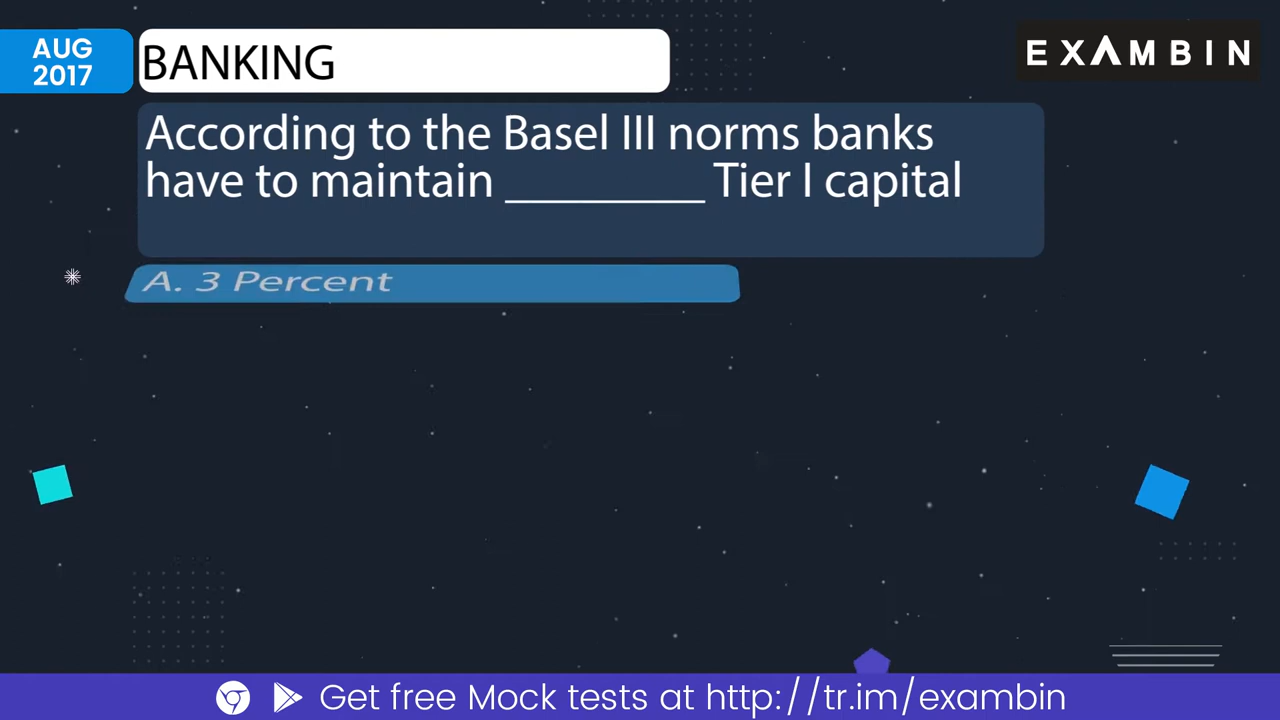 AUG
2017
BANKING
EXAMBIN
According to the Basel III norms banks
have to maintain _________ Tier I capital
A. 3 Percent
Get free Mock tests at http://tr.im/exambin